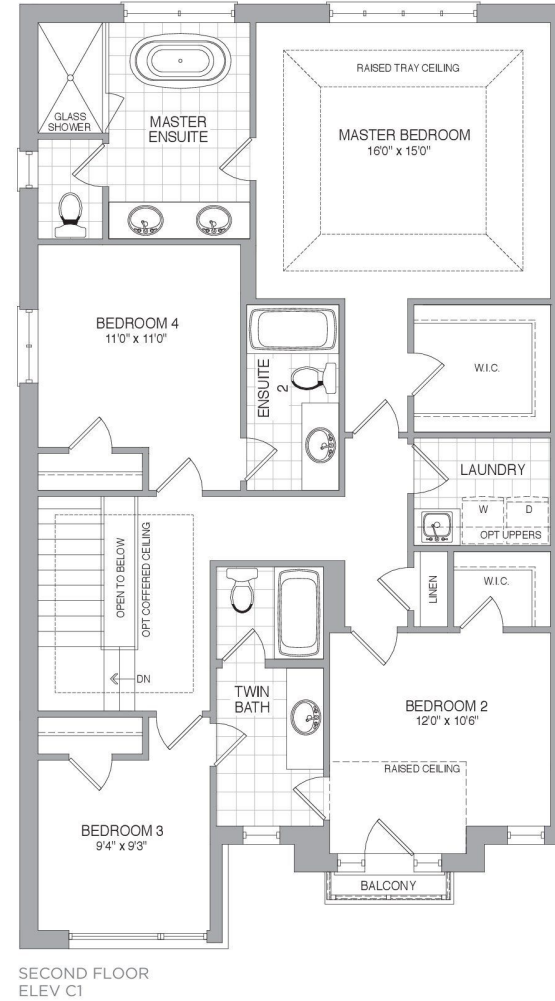 RAISED TRAY CEILING
GLASS
SHOWER
MASTER
ENSUITE
MASTER BEDROOM
16'0" x 15'0"
BEDROOM 4
11'0" x 11'0"
ENSUITE
2
W.I.C.
LAUNDRY
W
D
OPT UPPERS
OPEN TO BELOW
OPT COFFERED CEILING
DN
LINEN
W.I.C.
TWIN
BATH
BEDROOM 2
12'0" x 10'6"
RAISED CEILING
BEDROOM 3
9'4" x 9'3"
BALCONY
SECOND FLOOR
ELEV C1